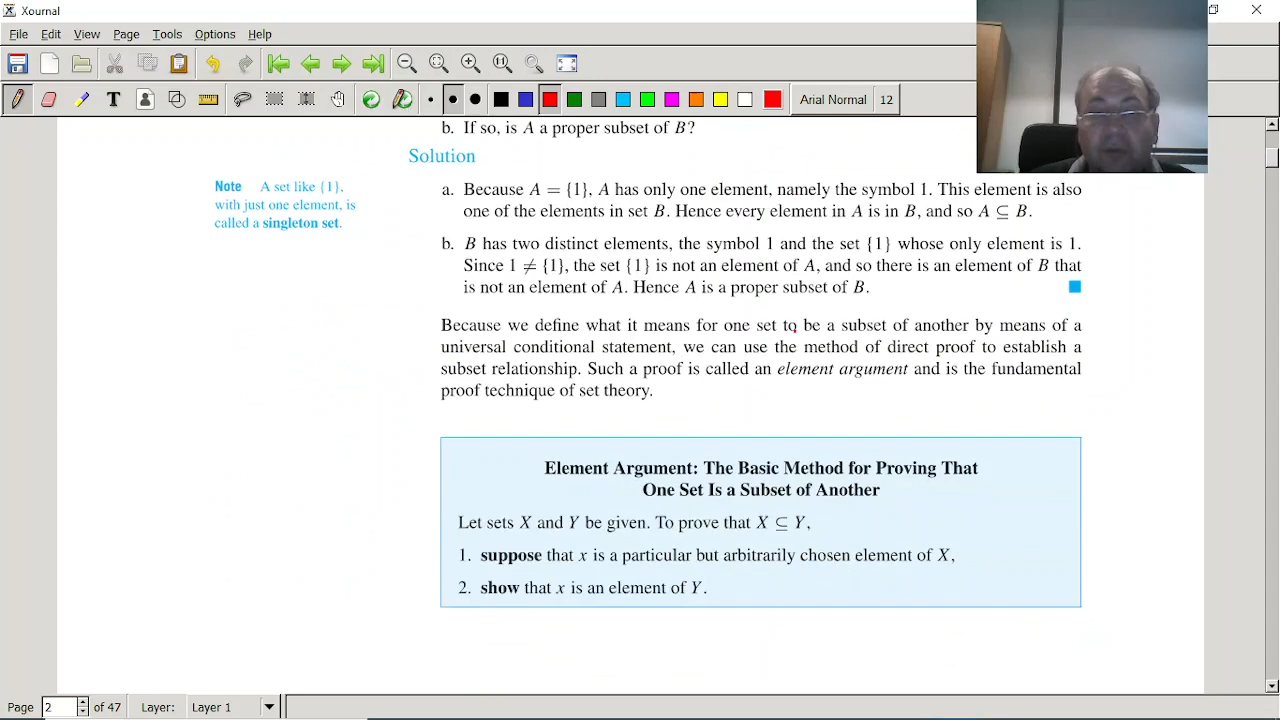 Xournal
File Edit View Page Tools Options Help
Arial Normal 12
b. If so, is A a proper subset of B?
Solution
Note A set like {1}, with just one element, is called a singleton set.
a. Because A = {1}, A has only one element, namely the symbol 1. This element is also
one of the elements in set B. Hence every element in A is in B, and so A ⊆ B.
b. B has two distinct elements, the symbol 1 and the set {1} whose only element is 1.
Since 1 ≠ {1}, the set {1} is not an element of A, and so there is an element of B that
is not an element of A. Hence A is a proper subset of B.
Because we define what it means for one set to be a subset of another by means of a
universal conditional statement, we can use the method of direct proof to establish a
subset relationship. Such a proof is called an element argument and is the fundamental
proof technique of set theory.
Element Argument: The Basic Method for Proving That
One Set Is a Subset of Another
Let sets X and Y be given. To prove that X ⊆ Y,
1. suppose that x is a particular but arbitrarily chosen element of X,
2. show that x is an element of Y.
Page 2 of 47 Layer: Layer 1